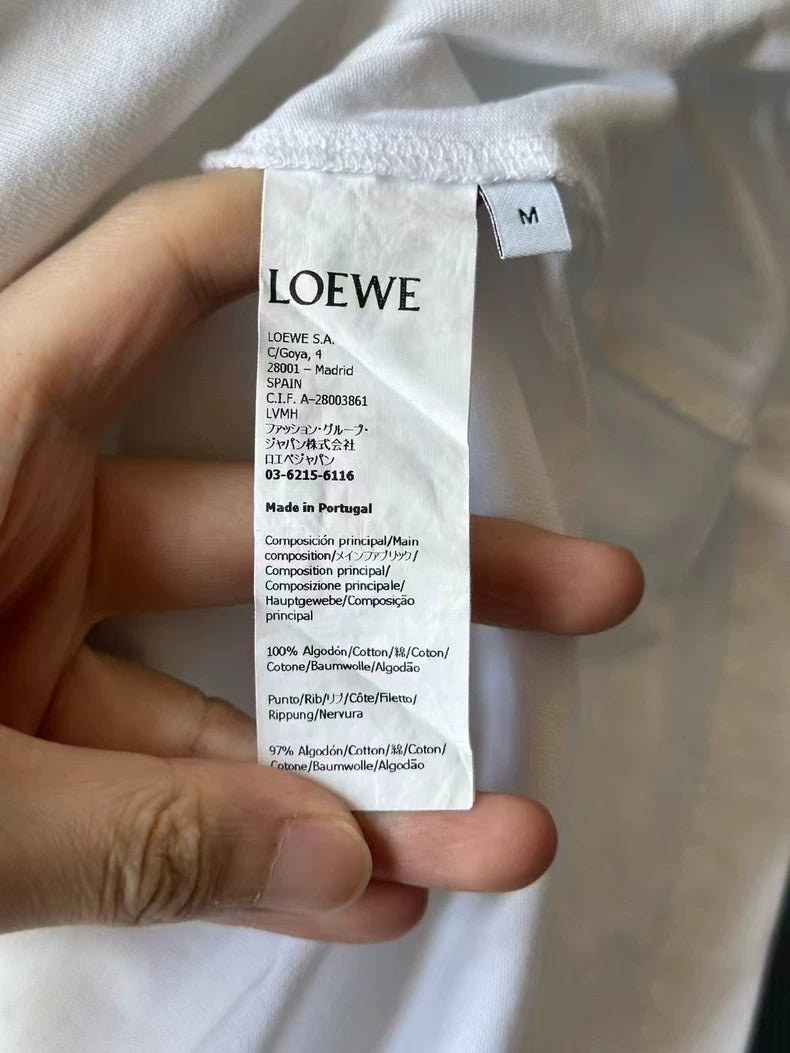 M
LOEWE
LOEWE S.A.
C/Goya, 4
28001 – Madrid
SPAIN
C.I.F. A-28003861
LVMH
ファッション・グループ・
ジャパン株式会社
ロエベジャパン
03-6215-6116
Made in Portugal
Composición principal/Main
composition/メインファブリック/
Composition principal/
Composizione principale/
Hauptgewebe/Composição
principal
100% Algodón/Cotton/綿/Coton/
Cotone/Baumwolle/Algodão
Punto/Rib/リブ/Côte/Filetto/
Rippung/Nervura
97% Algodón/Cotton/綿/Coton/
Cotone/Baumwolle/Algodão